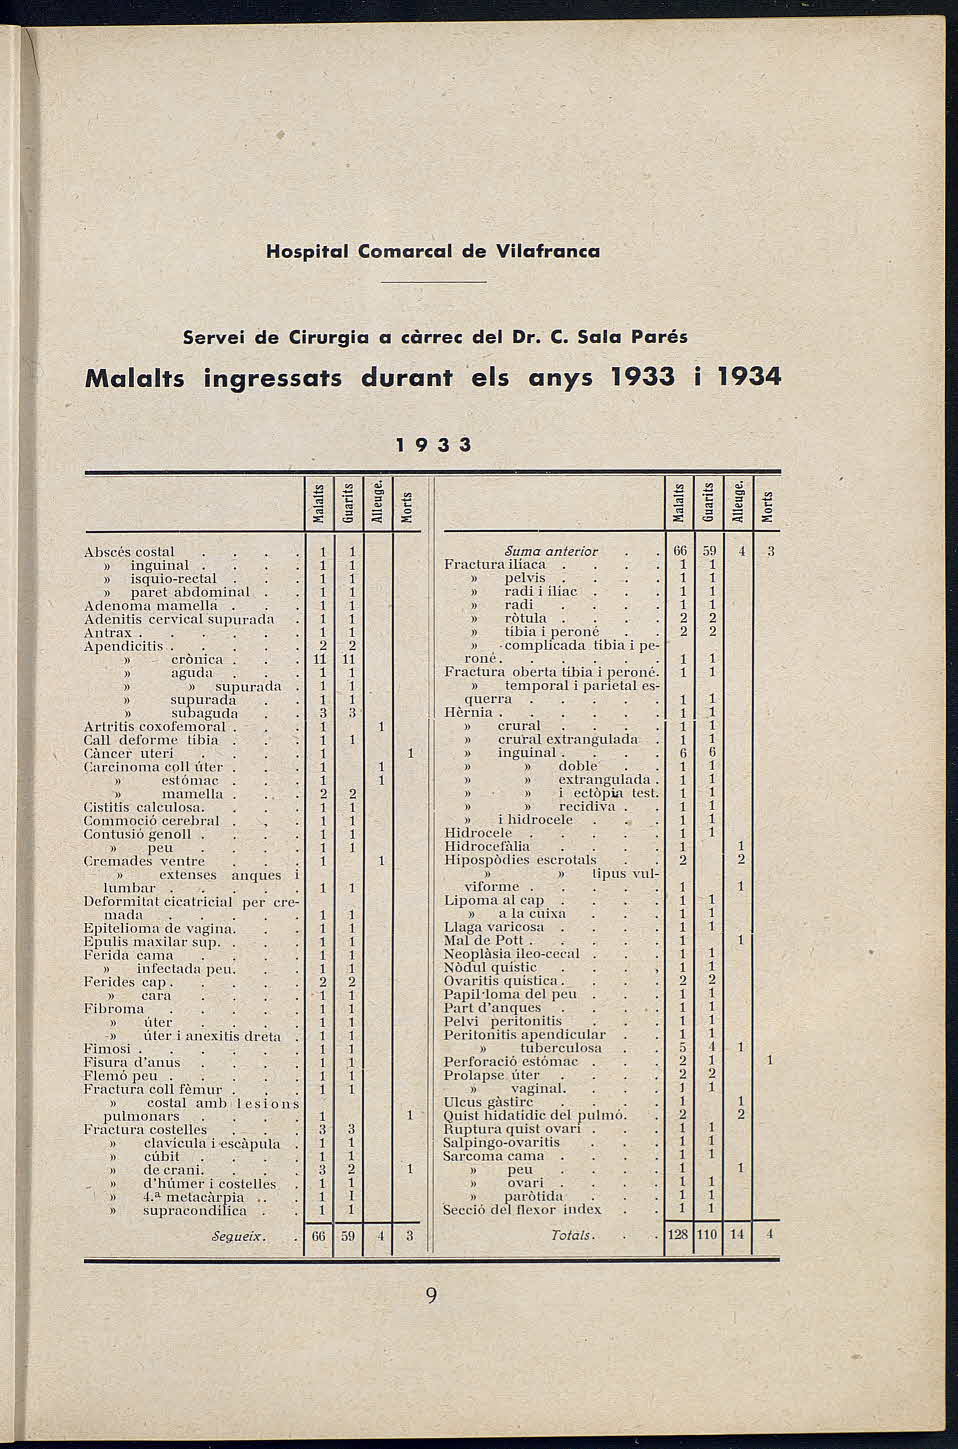 Hospital Comarcal de Vilafranca
Servei de Cirurgia a càrrec del Dr. C. Sala Parés
Malalts ingressats durant els anys 1933 i 1934
1933
Malalts Guarits Alleuge. Morts
Abscés costal . . . . 1 1
» inguinal . . . . 1 1
» isquio-rectal . . . 1 1
» paret abdominal . . 1 1
Adenoma mamella . . . 1 1
Adenitis cervical supurada . 1 1
Antrax . . . . . . 1 1
Apendicitis . . . . . 2 2
» crònica . . . 11 11
» aguda . . . 1 1
» » supurada . 1 1
» supurada . . 1 1
» subaguda . . 3 3
Artritis coxofemoral . . . 1 1
Call deforme tibia . . . 1 1
Càncer uteri . . . . 1 1
Carcinoma coll úter . . . 1 1
» estómac . . . 1 1
» mamella . . . 2 2
Cistitis calculosa. . . . 1 1
Commoció cerebral . . . 1 1
Contusió genoll . . . . 1 1
» peu . . . . 1 1
Cremades ventre . . . 1 1
» extenses anques i
lumbar . . . . . 1 1
Deformitat cicatricial per cre-
mada . . . . . 1 1
Epitelioma de vagina. . . 1 1
Epulis maxilar sup. . . . 1 1
Ferida cama . . . . 1 1
» infectada peu. . . 1 1
Ferides cap . . . . . 2 2
» cara . . . . 1 1
Fibroma . . . . . 1 1
» úter . . . . 1 1
» úter i anexitis dreta . 1 1
Fimosi . . . . . . 1 1
Fisura d'anus . . . . 1 1
Flemó peu . . . . . 1 1
Fractura coll fèmur . . . 1 1
» costal amb lesions
pulmonars . . . . 1 1
Fractura costelles . . . 3 3
» clavicula i escàpula . 1 1
» cúbit . . . . 1 1
» de crani. . . . 3 2 1
» d'húmer i costelles . 1 1
» 4.ª metacàrpia . . 1 1
» supracondílica . . 1 1
Segueix. . 66 59 4 3
Malalts Guarits Alleuge. Morts
Suma anterior . . 66 59 4 3
Fractura iliaca . . . . 1 1
» pelvis . . . . 1 1
» radi i iliac . . . 1 1
» radi . . . . 1 1
» ròtula . . . . 2 2
» tibia i peroné . . 2 2
» complicada tibia i pe-
roné. . . . . . 1 1
Fractura oberta tibia i peroné. 1 1
» temporal i parietal es-
querra . . . . . 1 1
Hèrnia . . . . . . 1 1
» crural . . . . 1 1
» crural extrangulada . 1 1
» inguinal . . . . 6 6
» » doble . . 1 1
» » extrangulada . 1 1
» » i ectòpia test. 1 1
» » recidiva . . 1 1
» i hidrocele . . . 1 1
Hidrocele . . . . . 1 1
Hidrocefàlia . . . . 1 1
Hipospòdies escrotals . . 2 2
» » tipus vul-
viforme . . . . . 1 1
Lipoma al cap . . . . 1 1
» a la cuixa . . . 1 1
Llaga varicosa . . . . 1 1
Mal de Pott . . . . . 1 1
Neoplàsia ileo-cecal . . . 1 1
Nòdul quistic . . . . 1 1
Ovaritis quistica . . . . 2 2
Papil·loma del peu . . . 1 1
Part d'anques . . . . 1 1
Pelvi peritonitis . . . 1 1
Peritonitis apendicular . . 1 1
» tuberculosa . . 5 4 1
Perforació estómac . . . 2 1 1
Prolapse úter . . . . 2 2
» vaginal. . . . 1 1
Ulcus gàstirc . . . . 1 1
Quist hidatídic del pulmó. . 2 2
Ruptura quist ovari . . . 1 1
Salpingo-ovaritis . . . 1 1
Sarcoma cama . . . . 1 1
» peu . . . . 1 1
» ovari . . . . 1 1
» paròtida . . . 1 1
Secció del flexor index . . 1 1
Totals. . . 128 110 14 4
9